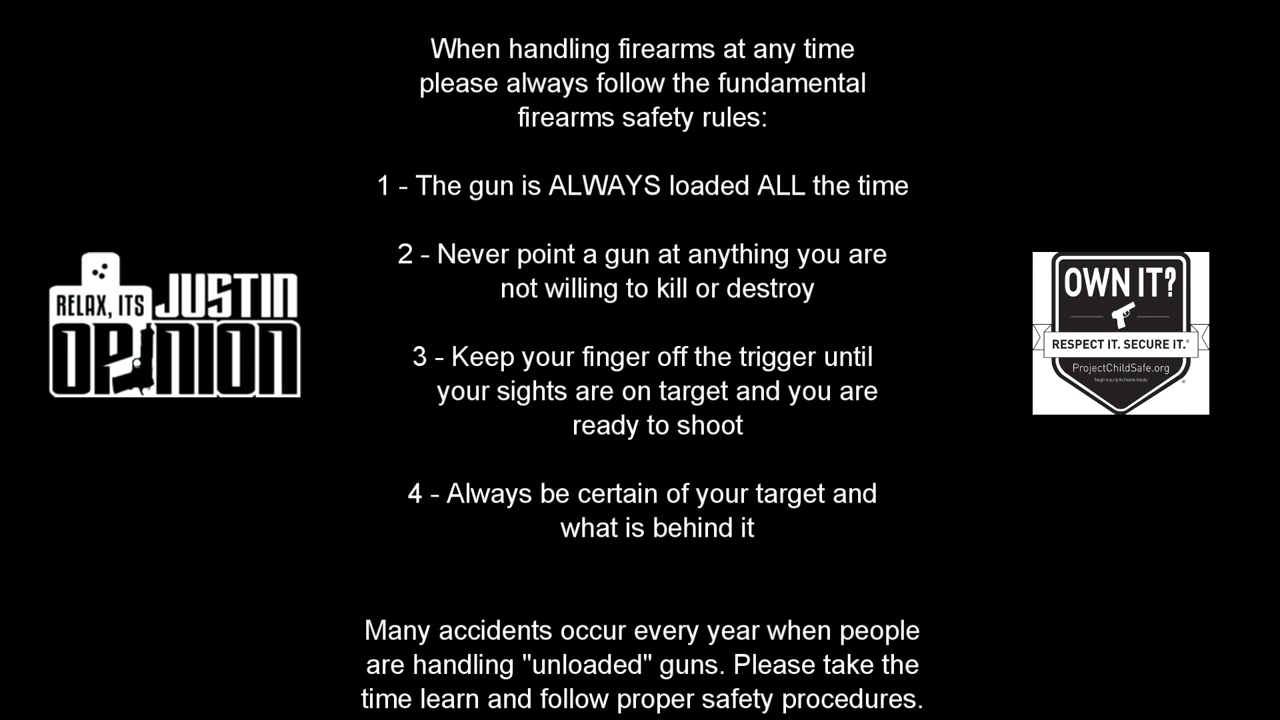 When handling firearms at any time
please always follow the fundamental
firearms safety rules:
1 - The gun is ALWAYS loaded ALL the time
2 - Never point a gun at anything you are
not willing to kill or destroy
3 - Keep your finger off the trigger until
your sights are on target and you are
ready to shoot
4 - Always be certain of your target and
what is behind it
Many accidents occur every year when people
are handling "unloaded" guns. Please take the
time learn and follow proper safety procedures.
RELAX, ITS JUSTIN
OPINION
OWN IT?
RESPECT IT. SECURE IT.®
ProjectChildSafe.org